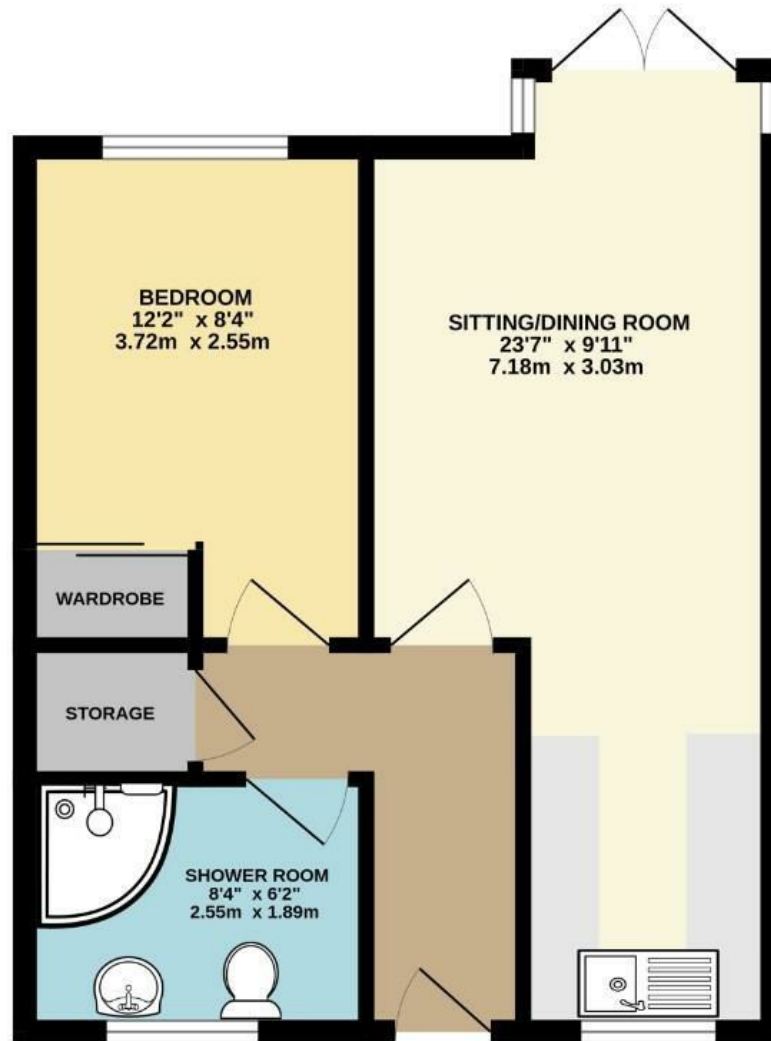 BEDROOM
12'2" x 8'4"
3.72m x 2.55m
SITTING/DINING ROOM
23'7" x 9'11"
7.18m x 3.03m
WARDROBE
STORAGE
SHOWER ROOM
8'4" x 6'2"
2.55m x 1.89m